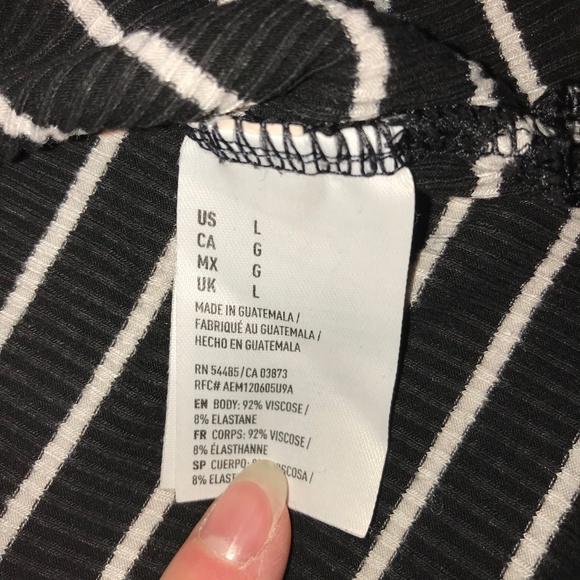 US L
CA G
MX G
UK L
MADE IN GUATEMALA /
FABRIQUÉ AU GUATEMALA /
HECHO EN GUATEMALA
RN 54485/CA 03873
RFC# AEM120605U9A
EN BODY: 92% VISCOSE /
8% ELASTANE
FR CORPS: 92% VISCOSE /
8% ÉLASTHANNE
SP CUERPO:
8%